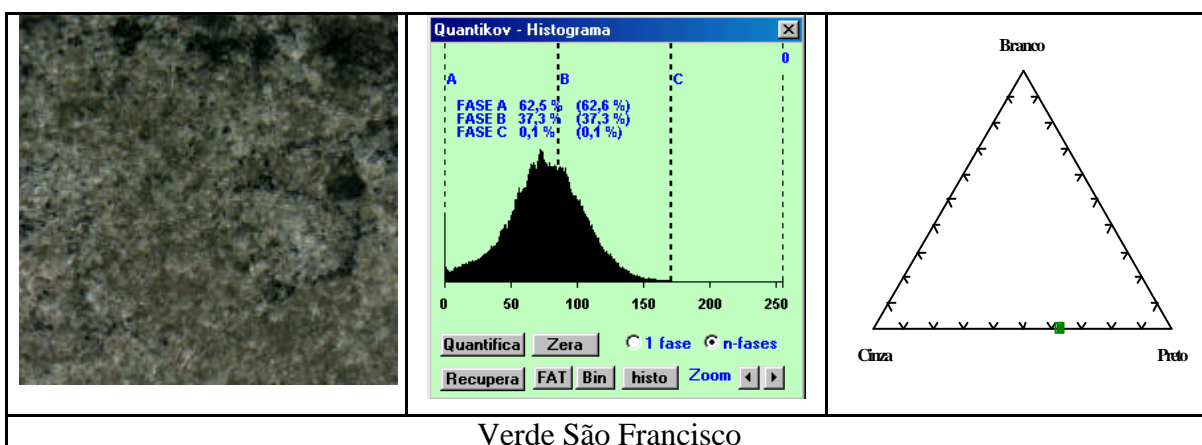 Quantikov - Histograma
0
A B C
FASE A 62,5 % (62,6 %)
FASE B 37,3 % (37,3 %)
FASE C 0,1 % (0,1 %)
0 50 100 150 200 250
Quantifica Zera 1 fase n-fases
Recupera FAT Bin histo Zoom
Branco
Cinza Preto
Verde São Francisco